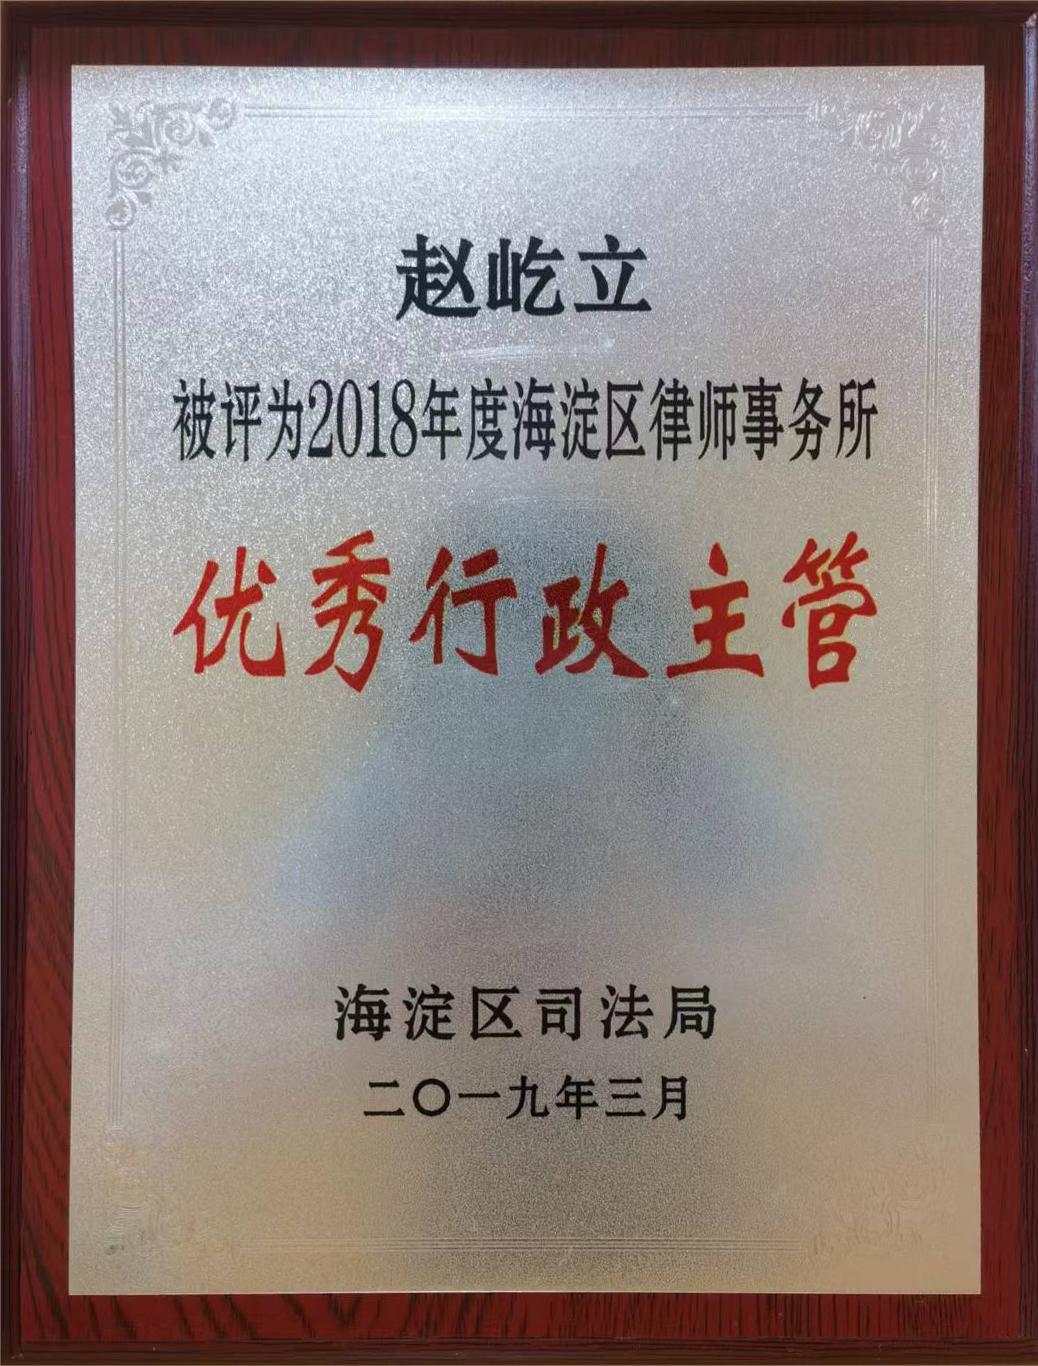 赵屹立
被评为2018年度海淀区律师事务所
优秀行政主管
海淀区司法局
二〇一九年三月